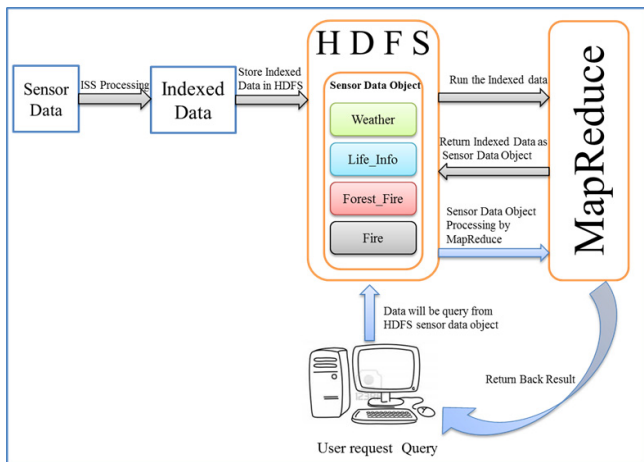 H D F S
MapReduce
Sensor
Data
ISS Processing
Indexed
Data
Store Indexed
Data in HDFS
Sensor Data Object
Weather
Life_Info
Forest_Fire
Fire
Run the Indexed data
Return Indexed Data as
Sensor Data Object
Sensor Data Object
Processing by
MapReduce
Data will be query from
HDFS sensor data object
Return Back Result
User request Query